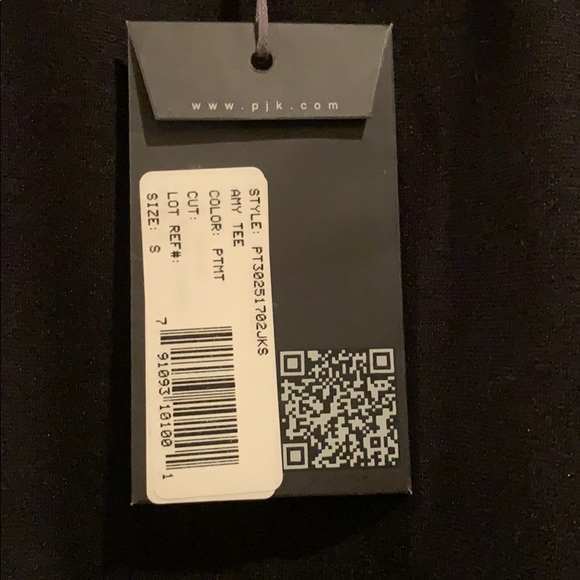 www.pjk.com
STYLE: PT30251702JKS
AMY TEE
COLOR: PTMT
CUT:
LOT REF#:
SIZE: S
7 91093 10100 1